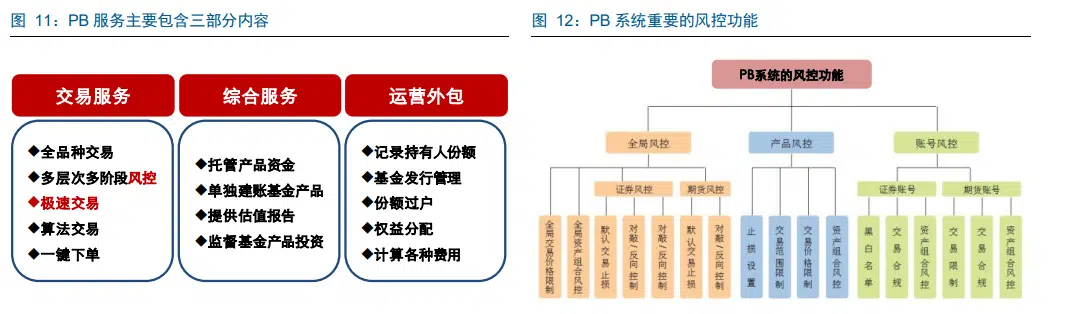 图 11：PB 服务主要包含三部分内容
交易服务
◆全品种交易
◆多层次多阶段风控
◆极速交易
◆算法交易
◆一键下单
综合服务
◆托管产品资金
◆单独建账基金产品
◆提供估值报告
◆监督基金产品投资
运营外包
◆记录持有人份额
◆基金发行管理
◆份额过户
◆权益分配
◆计算各种费用
图 12：PB 系统重要的风控功能
PB系统的风控功能
全局风控
产品风控
账号风控
证券风控
期货风控
证券账号
期货账号
全局交易价格限制
全局资产组合风控
默认交易止损
对敲/反向控制
对敲/反向控制
默认交易止损
对敲/反向控制
止损设置
交易范围限制
交易价格限制
资产组合风控
黑白名单
交易合规
资产组合风控
交易限制
交易合规
资产组合风控